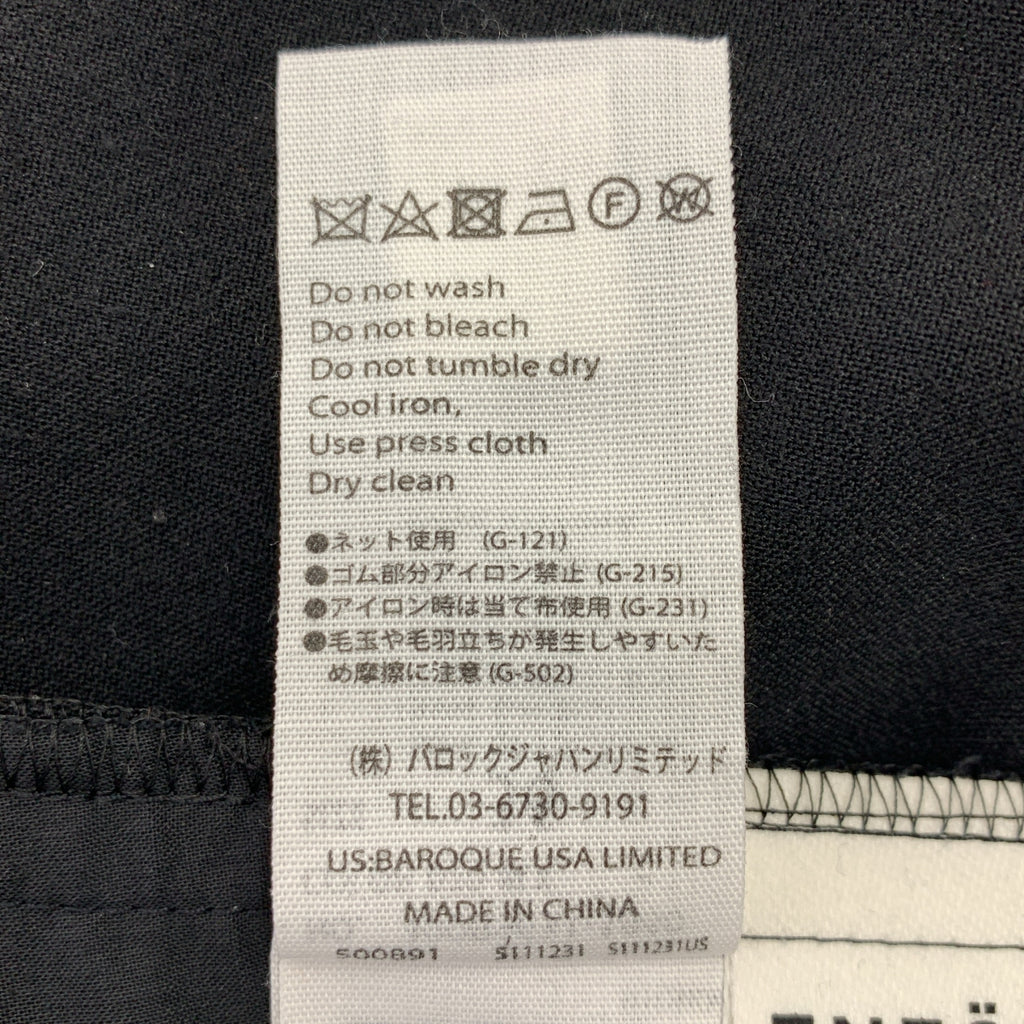 F W
Do not wash
Do not bleach
Do not tumble dry
Cool iron,
Use press cloth
Dry clean
●ネット使用 (G-121)
●ゴム部分アイロン禁止 (G-215)
●アイロン時は当て布使用 (G-231)
●毛玉や毛羽立ちが発生しやすいた
め摩擦に注意 (G-502)
(株) バロックジャパンリミテッド
TEL.03-6730-9191
US:BAROQUE USA LIMITED
MADE IN CHINA
S00891 S111231 S111231US